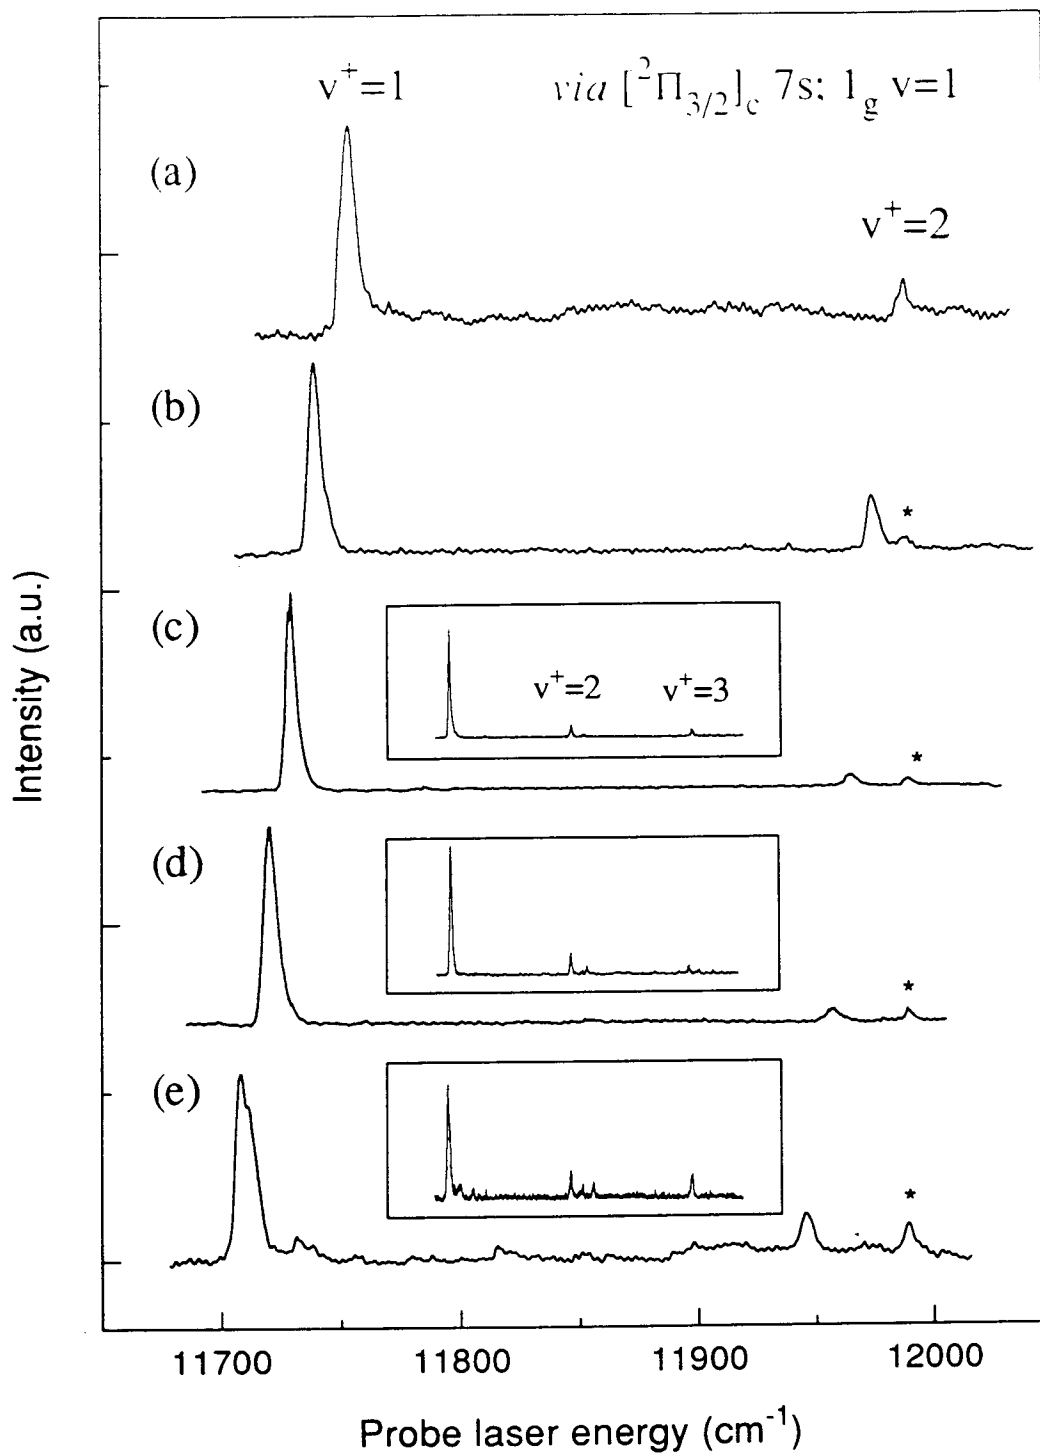 v⁺=1
via [²Π₃/₂]c 7s; 1g v=1
(a)
v⁺=2
(b)
*
(c)
v⁺=2 v⁺=3
*
(d)
*
(e)
*
Intensity (a.u.)
11700 11800 11900 12000
Probe laser energy (cm⁻¹)